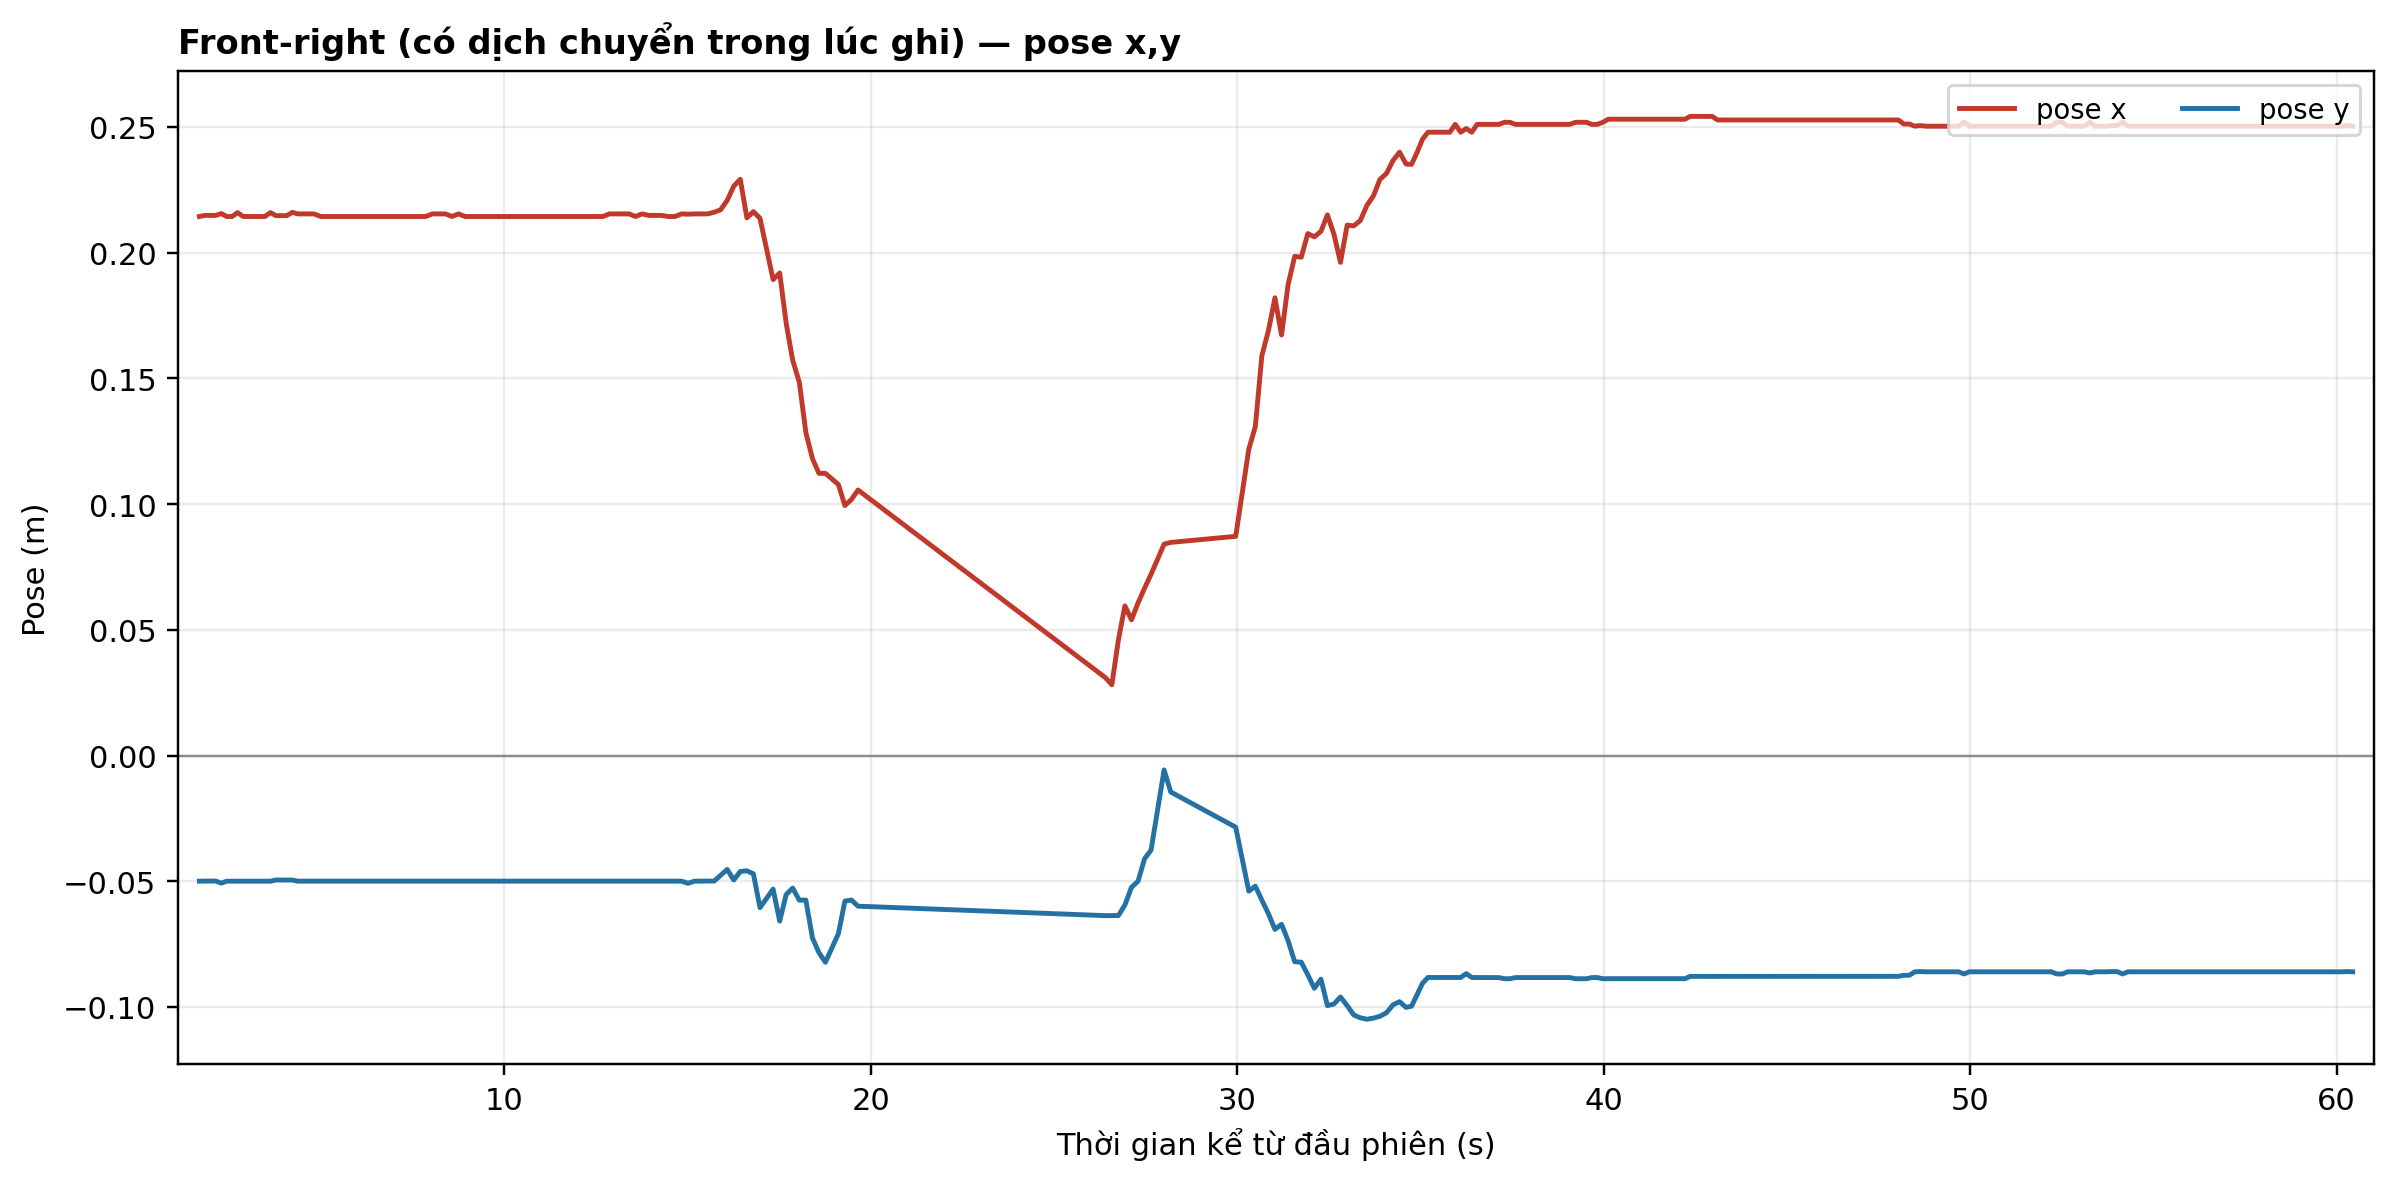 Front-right (có dịch chuyển trong lúc ghi) — pose x,y
pose x
pose y
Pose (m)
0.25
0.20
0.15
0.10
0.05
0.00
−0.05
−0.10
10
20
30
40
50
60
Thời gian kể từ đầu phiên (s)